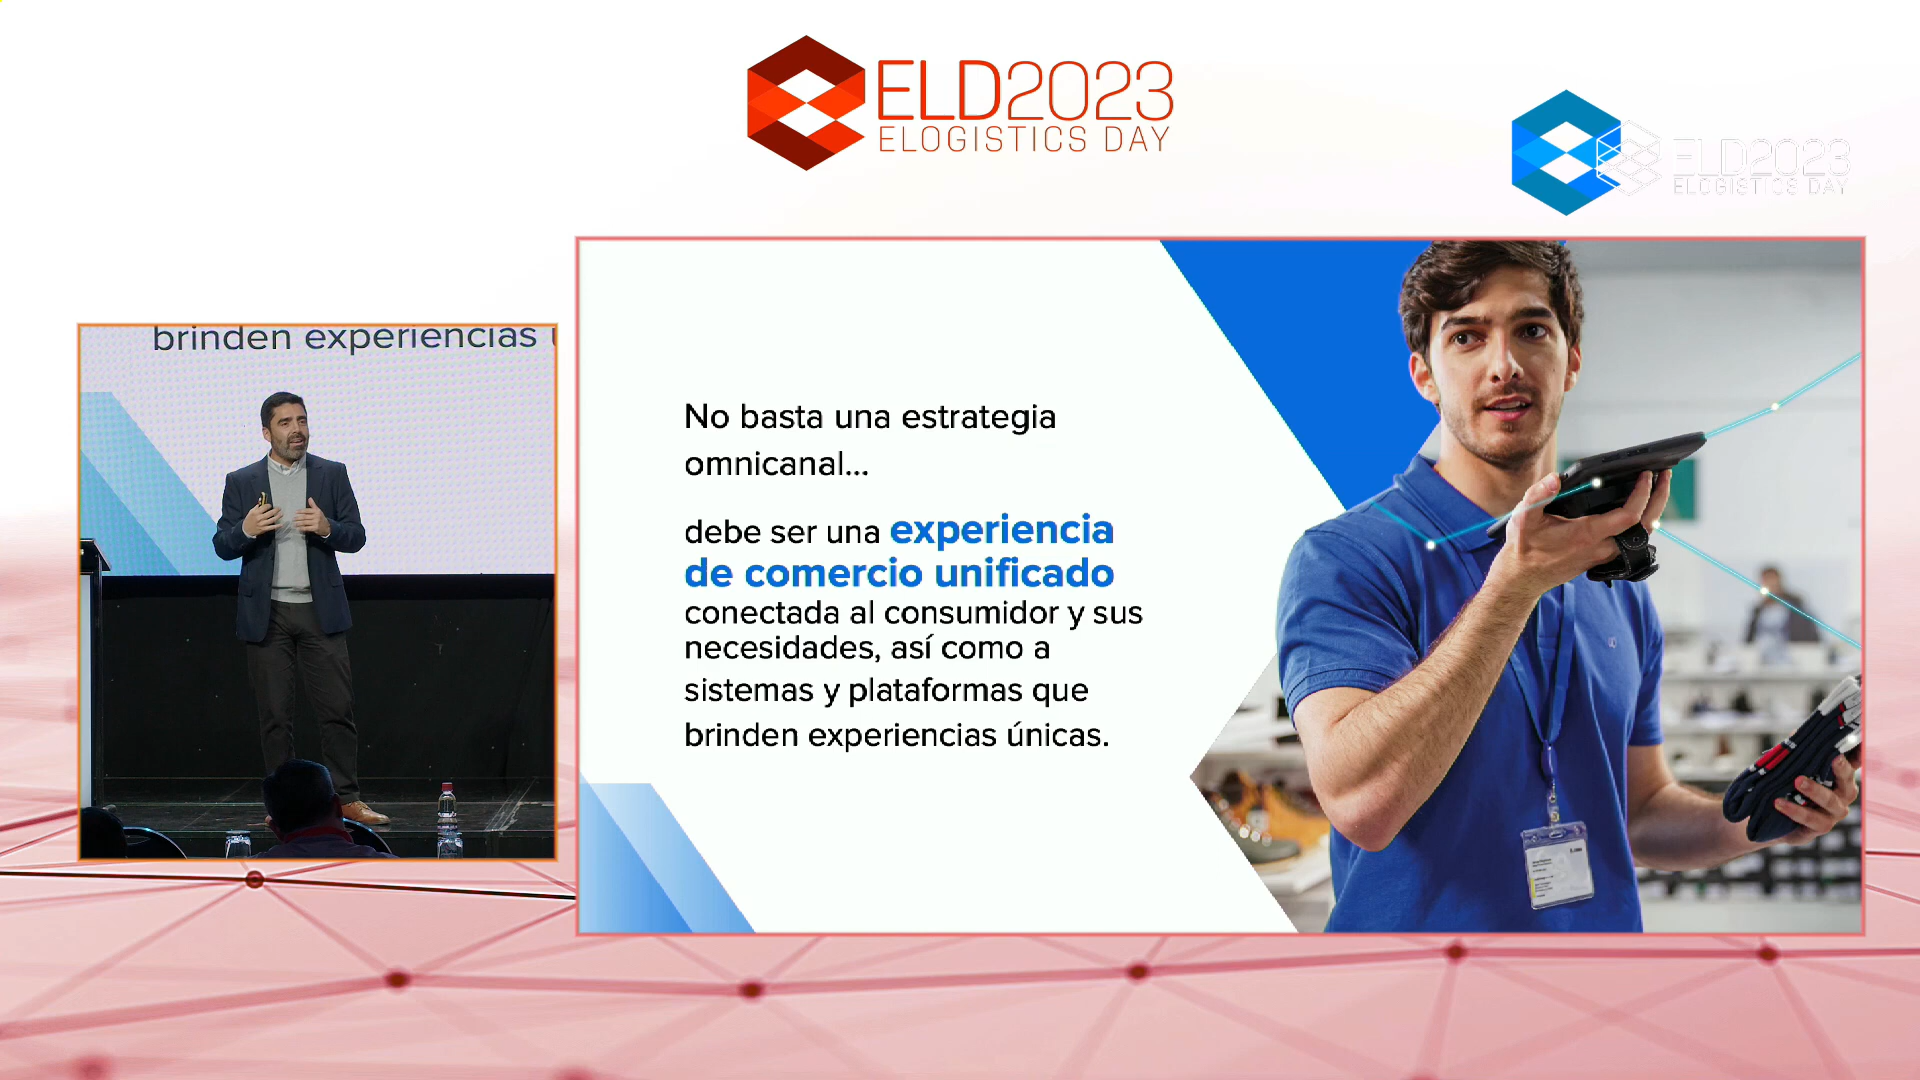 ELD2023
ELOGISTICS DAY
ELD2023
ELOGISTICS DAY
brinden experiencias
No basta una estrategia
omnicanal...
debe ser una experiencia
de comercio unificado
conectada al consumidor y sus
necesidades, así como a
sistemas y plataformas que
brinden experiencias únicas.